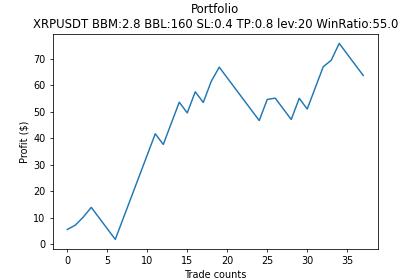 Portfolio
XRPUSDT BBM:2.8 BBL:160 SL:0.4 TP:0.8 lev:20 WinRatio:55.0
70
60
50
40
30
20
10
0
Profit ($)
0 5 10 15 20 25 30 35
Trade counts